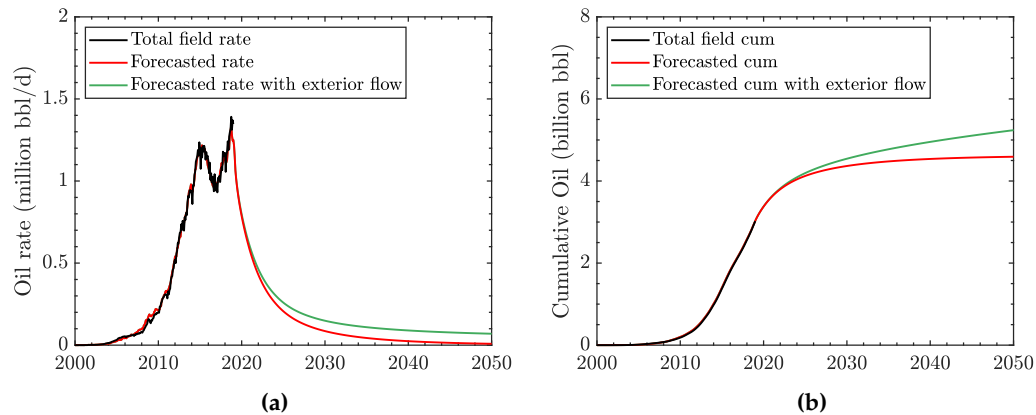 2
1.5
1
0.5
0
Oil rate (million bbl/d)
Total field rate
Forecasted rate
Forecasted rate with exterior flow
2000 2010 2020 2030 2040 2050
(a)
8
6
4
2
0
Cumulative Oil (billion bbl)
Total field cum
Forecasted cum
Forecasted cum with exterior flow
2000 2010 2020 2030 2040 2050
(b)